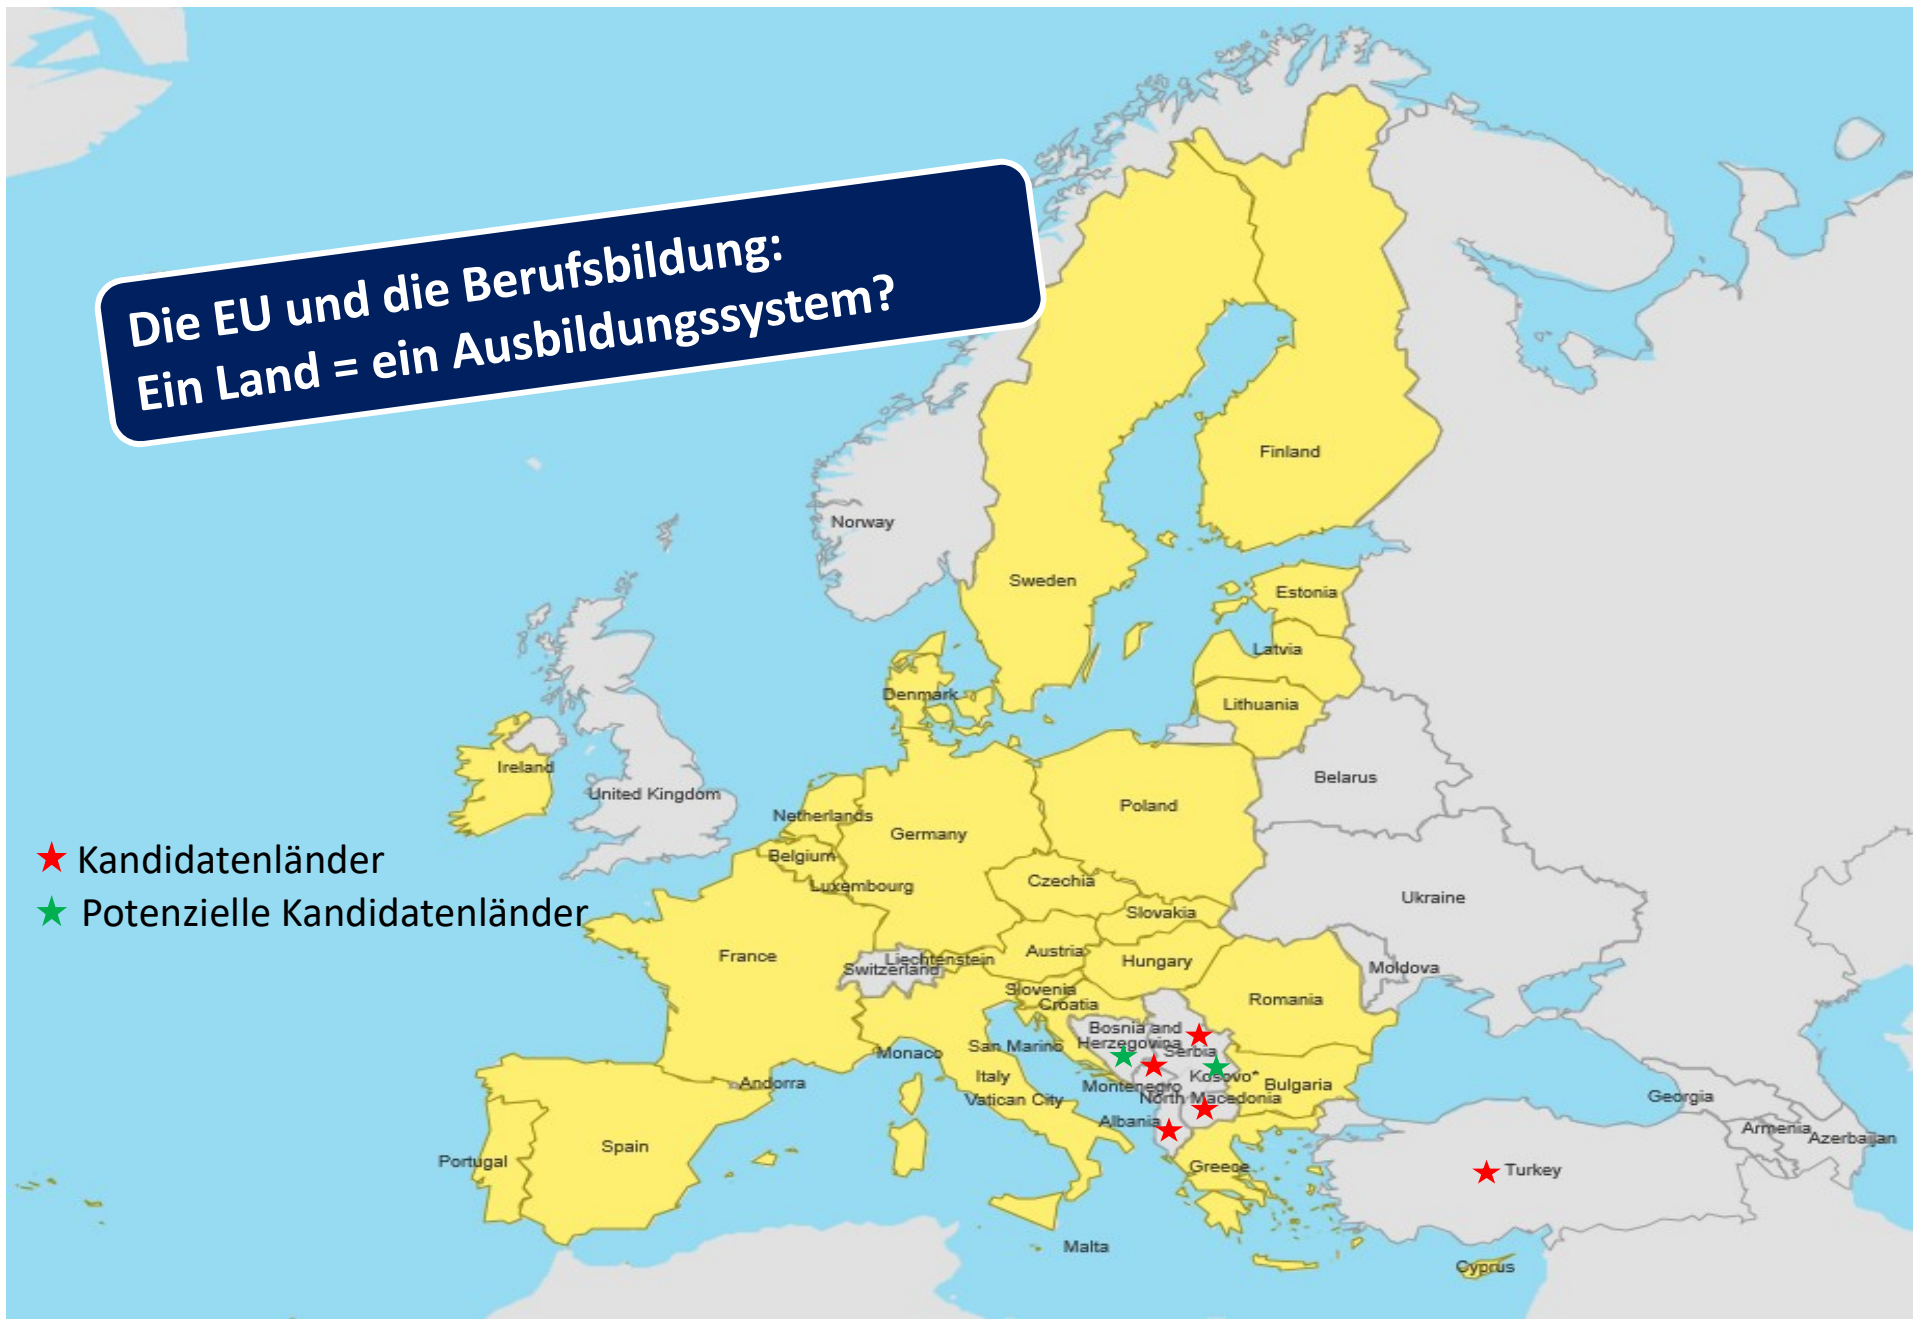 Die EU und die Berufsbildung:
Ein Land = ein Ausbildungssystem?
Finland
Norway
Sweden
Estonia
Latvia
Denmark
Lithuania
Ireland
United Kingdom
Belarus
Netherlands
Poland
Germany
Kandidatenländer
Belgium
Luxembourg
Czechia
Ukraine
Potenzielle Kandidatenländer
Slovakia
France
Austria
Liechtenstein
Switzerland
Hungary
Moldova
Slovenia
Croatia
Romania
Bosnia and
Herzegovina
Serbia
Monaco
San Marino
Italy
Andorra
Montenegro
Kosovo*
Bulgaria
Vatican City
North Macedonia
Georgia
Albania
Armenia
Azerbaijan
Spain
Portugal
Greece
Turkey
Malta
Cyprus